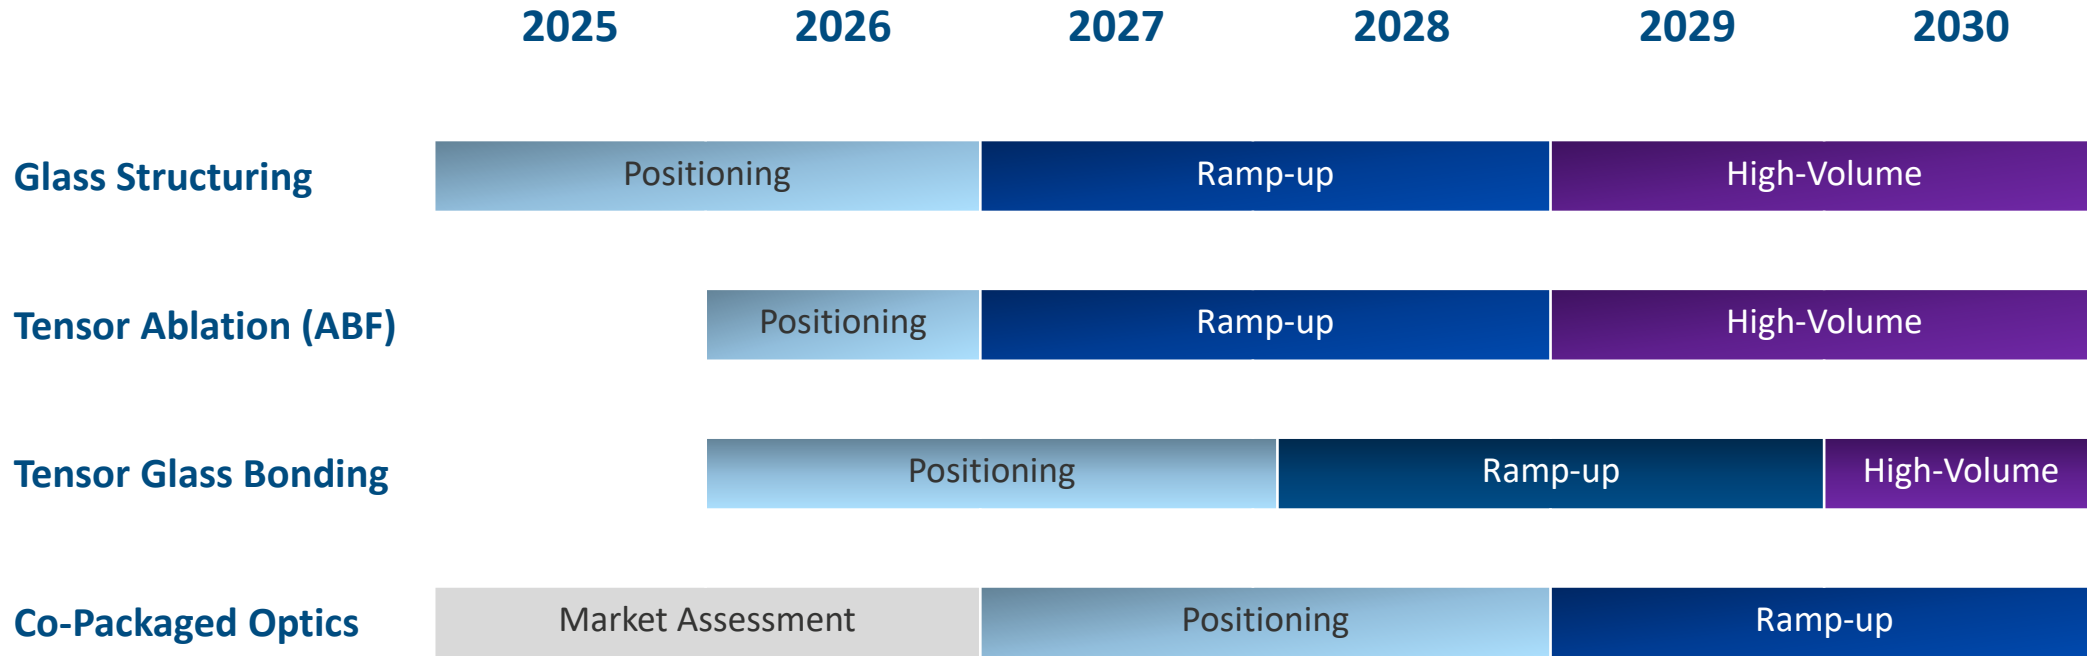 2025 2026 2027 2028 2029 2030
Glass Structuring Positioning Ramp-up High-Volume
Tensor Ablation (ABF) Positioning Ramp-up High-Volume
Tensor Glass Bonding Positioning Ramp-up High-Volume
Co-Packaged Optics Market Assessment Positioning Ramp-up